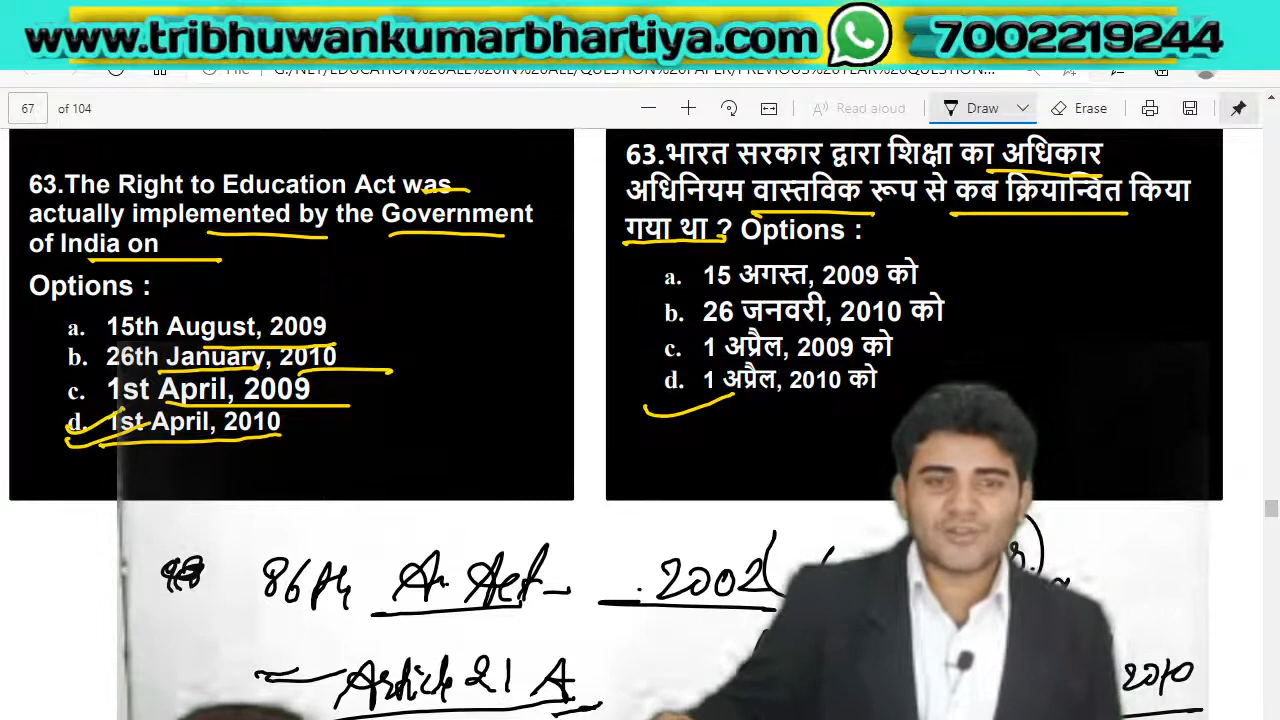 www.tribhuwankumarbhartiya.com 7002219244
67 of 104
Read aloud
Draw
Erase
63.The Right to Education Act was
actually implemented by the Government
of India on
Options :
a. 15th August, 2009
b. 26th January, 2010
c. 1st April, 2009
d. 1st April, 2010
63.भारत सरकार द्वारा शिक्षा का अधिकार
अधिनियम वास्तविक रूप से कब क्रियान्वित किया
गया था ? Options :
a. 15 अगस्त, 2009 को
b. 26 जनवरी, 2010 को
c. 1 अप्रैल, 2009 को
d. 1 अप्रैल, 2010 को
86th Act 2002
Article 21 A
2010